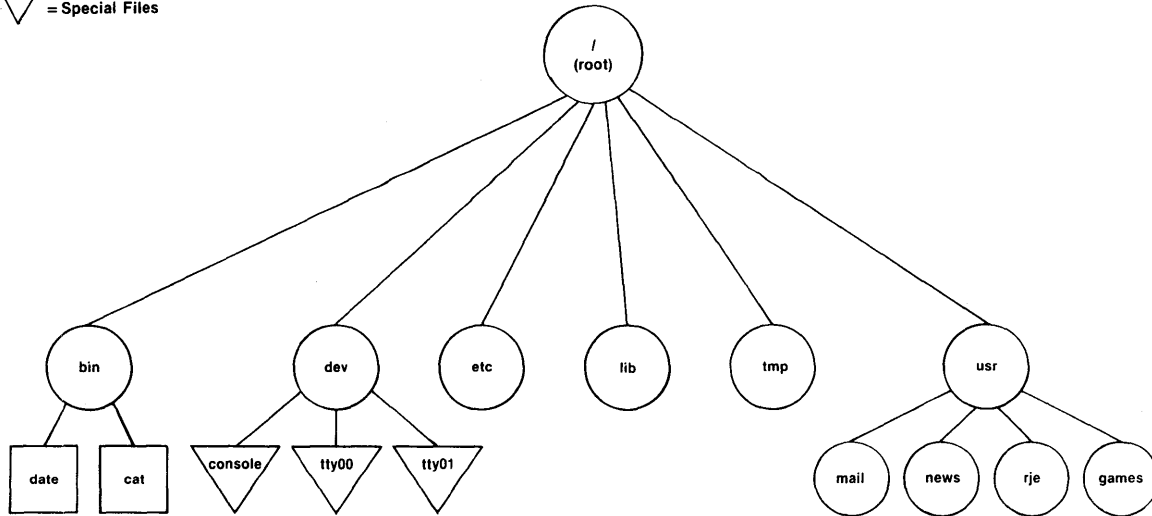 = Special Files
/
(root)
bin
dev
etc
lib
tmp
usr
date
cat
console
tty00
tty01
mail
news
rje
games